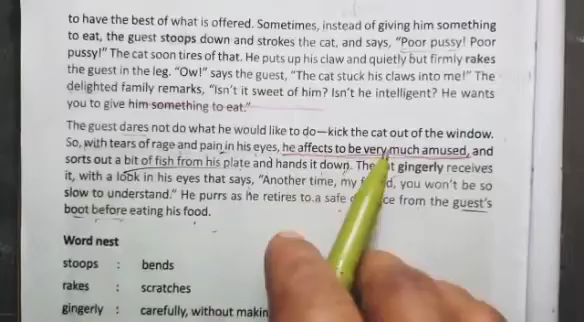 to have the best of what is offered. Sometimes, instead of giving him something
to eat, the guest stoops down and strokes the cat, and says, "Poor pussy! Poor
pussy!" The cat soon tires of that. He puts up his claw and quietly but firmly rakes
the guest in the leg. "Ow!" says the guest, "The cat stuck his claws into me!" The
delighted family remarks, "Isn't it sweet of him? Isn't he intelligent? He wants
you to give him something to eat."
The guest dares not do what he would like to do—kick the cat out of the window.
So, with tears of rage and pain in his eyes, he affects to be very much amused, and
sorts out a bit of fish from his plate and hands it down. The gingerly receives
it, with a look in his eyes that says, "Another time, my you won't be so
slow to understand." He purrs as he retires to a safe from the guest's
boot before eating his food.
Word nest
stoops : bends
rakes : scratches
gingerly : carefully, without